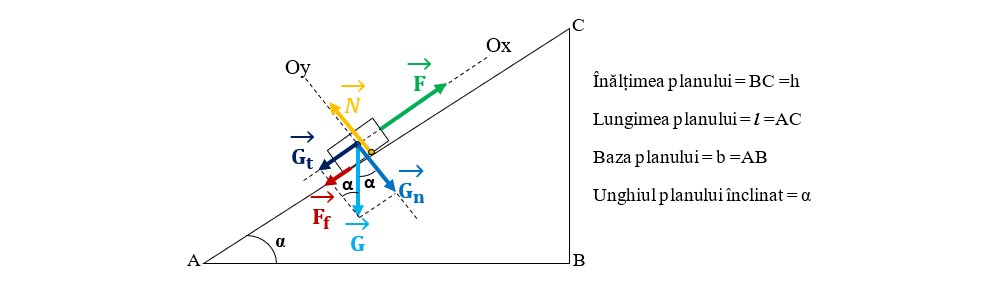 C
Ox
Oy
F
N
Înălțimea planului = BC =h
Lungimea planului = l =AC
Gt
Baza planului = b =AB
α
α
Gn
Unghiul planului înclinat = α
Ff
G
α
A
B